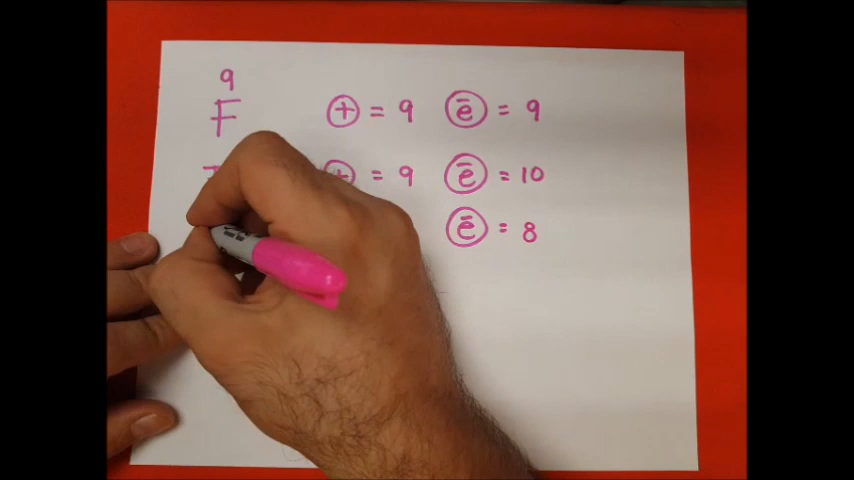 9
F ⊕ = 9 ⓔ̄ = 9
⊕ = 9 ⓔ̄ = 10
ⓔ̄ = 8